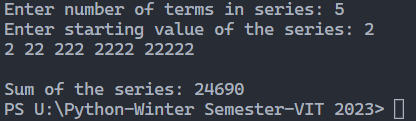 Enter number of terms in series: 5
Enter starting value of the series: 2
2 22 222 2222 22222
Sum of the series: 24690
PS U:\Python-Winter Semester-VIT 2023>